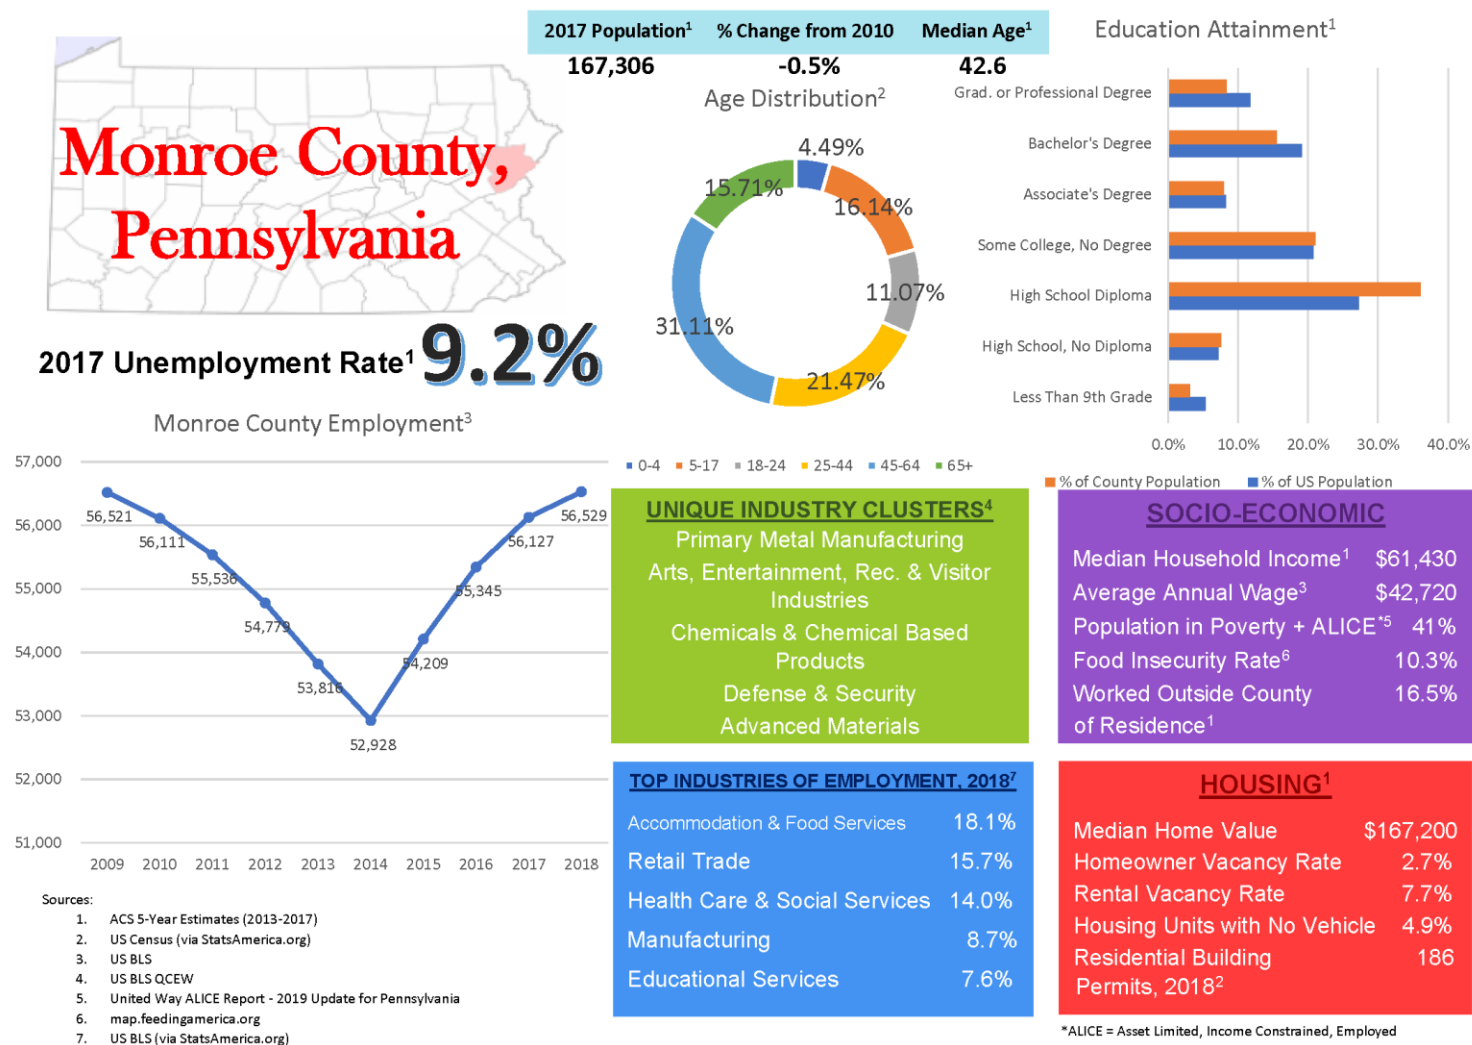 2017 Population¹ % Change from 2010 Median Age¹
167,306 -0.5% 42.6
Monroe County,
Pennsylvania
2017 Unemployment Rate¹ 9.2%
Age Distribution²
4.49%
16.14%
11.07%
21.47%
31.11%
15.71%
0-4 5-17 18-24 25-44 45-64 65+
Education Attainment¹
Grad. or Professional Degree
Bachelor's Degree
Associate's Degree
Some College, No Degree
High School Diploma
High School, No Diploma
Less Than 9th Grade
0.0% 10.0% 20.0% 30.0% 40.0%
% of County Population % of US Population
Monroe County Employment³
57,000
56,000
55,000
54,000
53,000
52,000
51,000
56,521
56,111
55,536
54,779
53,816
52,928
54,209
55,345
56,127
56,529
2009 2010 2011 2012 2013 2014 2015 2016 2017 2018
UNIQUE INDUSTRY CLUSTERS⁴
Primary Metal Manufacturing
Arts, Entertainment, Rec. & Visitor
Industries
Chemicals & Chemical Based
Products
Defense & Security
Advanced Materials
SOCIO-ECONOMIC
Median Household Income¹ $61,430
Average Annual Wage³ $42,720
Population in Poverty + ALICE*⁵ 41%
Food Insecurity Rate⁶ 10.3%
Worked Outside County 16.5%
of Residence¹
TOP INDUSTRIES OF EMPLOYMENT, 2018⁷
Accommodation & Food Services 18.1%
Retail Trade 15.7%
Health Care & Social Services 14.0%
Manufacturing 8.7%
Educational Services 7.6%
HOUSING¹
Median Home Value $167,200
Homeowner Vacancy Rate 2.7%
Rental Vacancy Rate 7.7%
Housing Units with No Vehicle 4.9%
Residential Building 186
Permits, 2018²
Sources:
1. ACS 5-Year Estimates (2013-2017)
2. US Census (via StatsAmerica.org)
3. US BLS
4. US BLS QCEW
5. United Way ALICE Report - 2019 Update for Pennsylvania
6. map.feedingamerica.org
7. US BLS (via StatsAmerica.org)
*ALICE = Asset Limited, Income Constrained, Employed